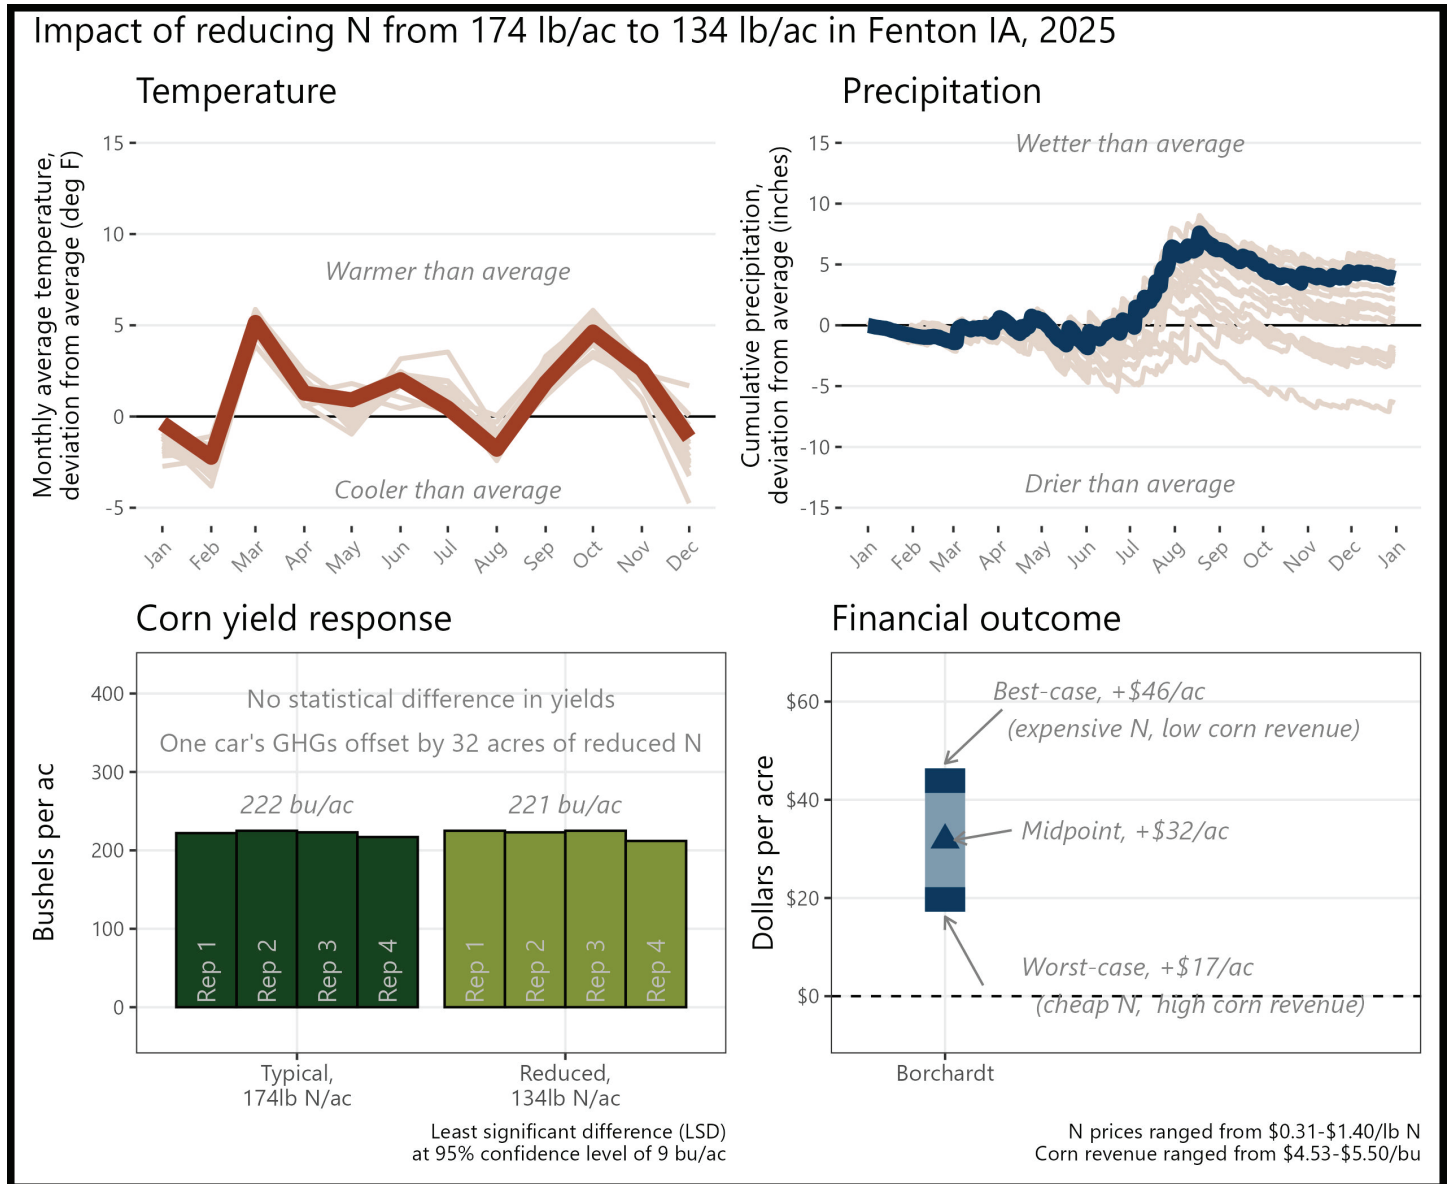 Impact of reducing N from 174 lb/ac to 134 lb/ac in Fenton IA, 2025
Temperature
Monthly average temperature,
deviation from average (deg F)
15
10
5
0
-5
Warmer than average
Cooler than average
Jan
Feb
Mar
Apr
May
Jun
Jul
Aug
Sep
Oct
Nov
Dec
Precipitation
Cumulative precipitation,
deviation from average (inches)
15
10
5
0
-5
-10
-15
Wetter than average
Drier than average
Jan
Feb
Mar
Apr
May
Jun
Jul
Aug
Sep
Oct
Nov
Dec
Jan
Corn yield response
Bushels per ac
400
300
200
100
0
No statistical difference in yields
One car's GHGs offset by 32 acres of reduced N
222 bu/ac
221 bu/ac
Rep 1
Rep 2
Rep 3
Rep 4
Rep 1
Rep 2
Rep 3
Rep 4
Typical,
174lb N/ac
Reduced,
134lb N/ac
Least significant difference (LSD)
at 95% confidence level of 9 bu/ac
Financial outcome
Dollars per acre
$60
$40
$20
$0
Best-case, +$46/ac
(expensive N, low corn revenue)
Midpoint, +$32/ac
Worst-case, +$17/ac
(cheap N,  high corn revenue)
Borchardt
N prices ranged from $0.31-$1.40/lb N
Corn revenue ranged from $4.53-$5.50/bu